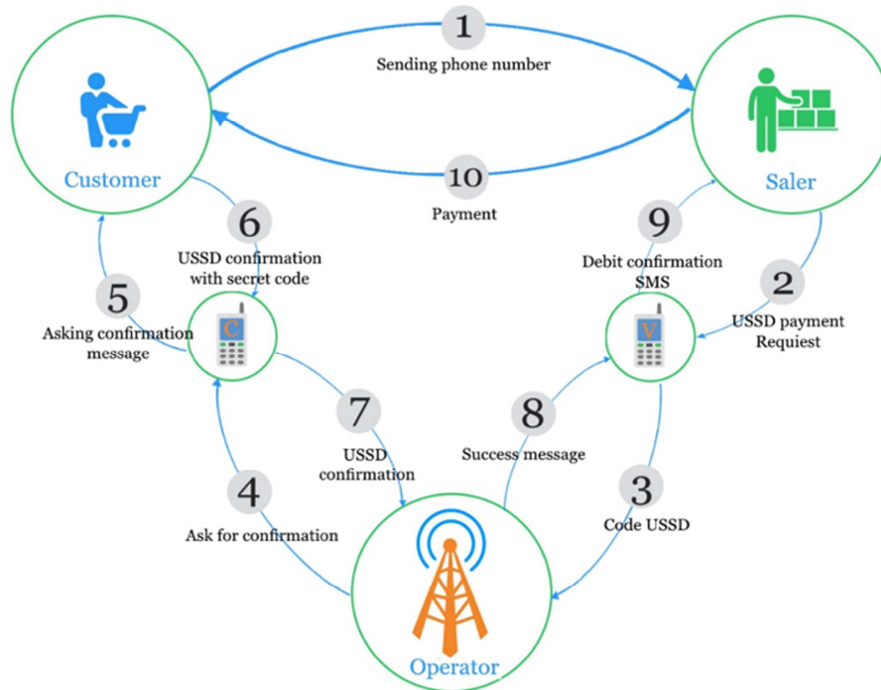 1
Sending phone number
Customer
Saler
10
Payment
6
USSD confirmation
with secret code
9
Debit confirmation
SMS
5
Asking confirmation
message
2
USSD payment
Requiest
C
V
7
USSD
confirmation
8
Success message
4
Ask for confirmation
3
Code USSD
Operator